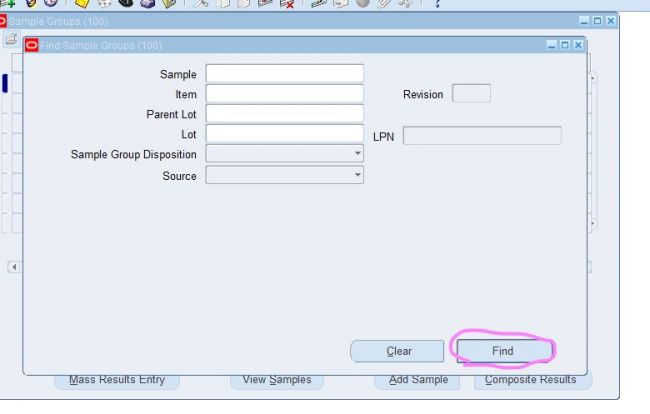 Sample Groups (100)
Find Sample Groups (100)
Sample
Item
Revision
Parent Lot
Lot
LPN
Sample Group Disposition
Source
Clear
Find
Mass Results Entry
View Samples
Add Sample
Composite Results